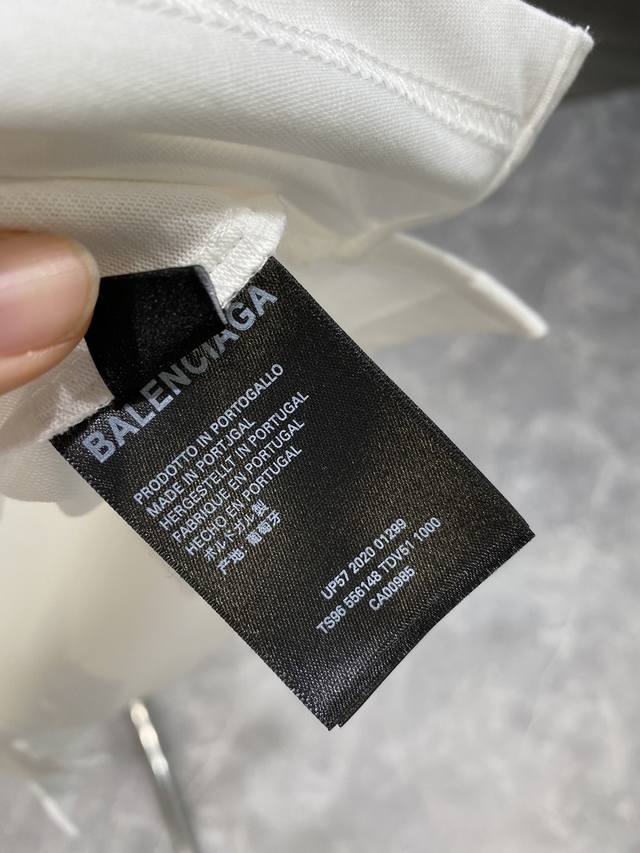 BALENCIAGA
PRODOTTO IN PORTOGALLO
MADE IN PORTUGAL
HERGESTELLT IN PORTUGAL
FABRIQUE EN PORTUGAL
HECHO EN PORTUGAL
ポルトガル製
产地: 葡萄牙
UP57 2020 01299
TS96 556148 TDV51 1000
CA00985